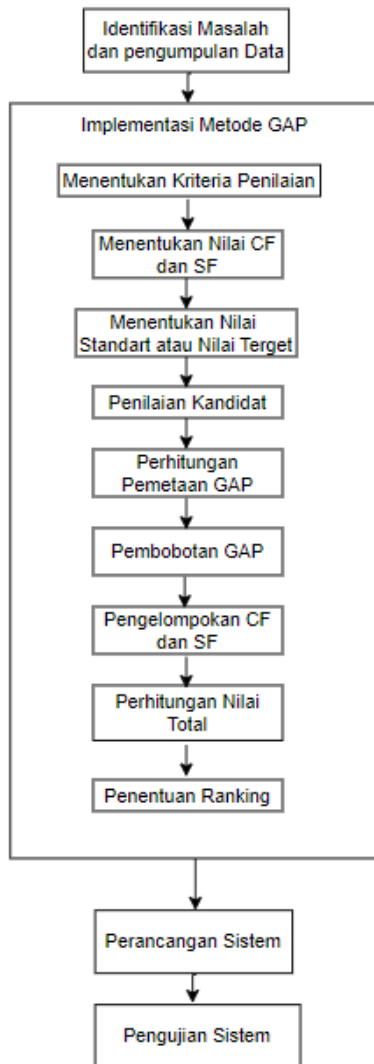 Identifikasi Masalah
dan pengumpulan Data
Implementasi Metode GAP
Menentukan Kriteria Penilaian
Menentukan Nilai CF
dan SF
Menentukan Nilai
Standart atau Nilai Terget
Penilaian Kandidat
Perhitungan
Pemetaan GAP
Pembobotan GAP
Pengelompokan CF
dan SF
Perhitungan Nilai
Total
Penentuan Ranking
Perancangan Sistem
Pengujian Sistem